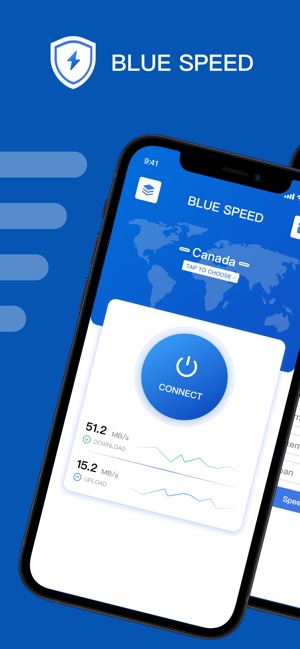 BLUE SPEED
9:41
BLUE SPEED
Canada
TAP TO CHOOSE
CONNECT
51.2 MB/s
DOWNLOAD
15.2 MB/s
UPLOAD
Spee